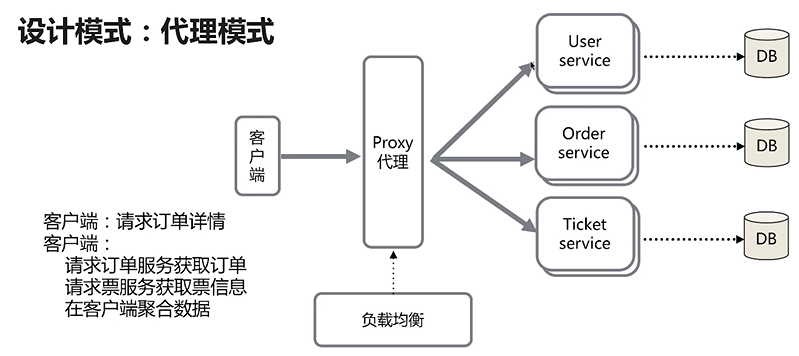 设计模式：代理模式
客户端
Proxy
代理
User
service
DB
Order
service
DB
Ticket
service
DB
客户端：请求订单详情
客户端：
请求订单服务获取订单
请求票服务获取票信息
在客户端聚合数据
负载均衡